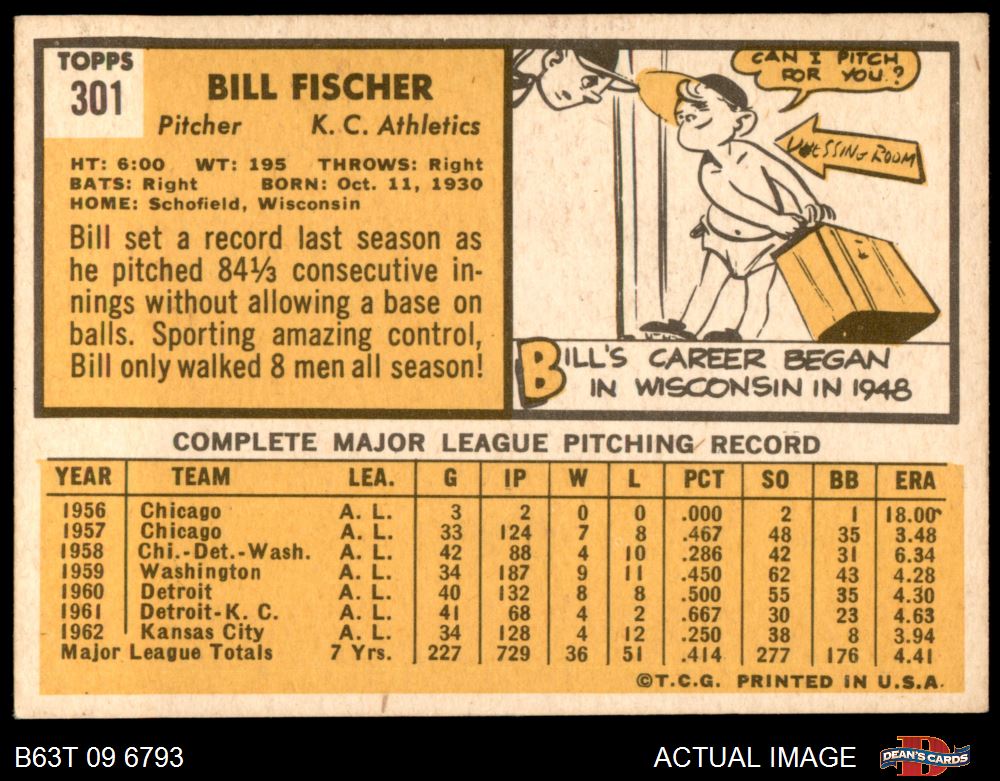 TOPPS
301
BILL FISCHER
Pitcher K. C. Athletics
HT: 6:00 WT: 195 THROWS: Right
BATS: Right BORN: Oct. 11, 1930
HOME: Schofield, Wisconsin
Bill set a record last season as
he pitched 84⅓ consecutive in-
nings without allowing a base on
balls. Sporting amazing control,
Bill only walked 8 men all season!
CAN I PITCH
FOR YOU?
DRESSING ROOM
BILL'S CAREER BEGAN
IN WISCONSIN IN 1948
COMPLETE MAJOR LEAGUE PITCHING RECORD
YEAR TEAM LEA. G IP W L PCT SO BB ERA
1956 Chicago A. L. 3 2 0 0 .000 2 1 18.00
1957 Chicago A. L. 33 124 7 8 .467 48 35 3.48
1958 Chi.-Det.-Wash. A. L. 42 88 4 10 .286 42 31 6.34
1959 Washington A. L. 34 187 9 11 .450 62 43 4.28
1960 Detroit A. L. 40 132 8 8 .500 55 35 4.30
1961 Detroit-K. C. A. L. 41 68 4 2 .667 30 23 4.63
1962 Kansas City A. L. 34 128 4 12 .250 38 8 3.94
Major League Totals 7 Yrs. 227 729 36 51 .414 277 176 4.41
©T.C.G. PRINTED IN U.S.A.
B63T 09 6793 ACTUAL IMAGE DEAN'S CARDS